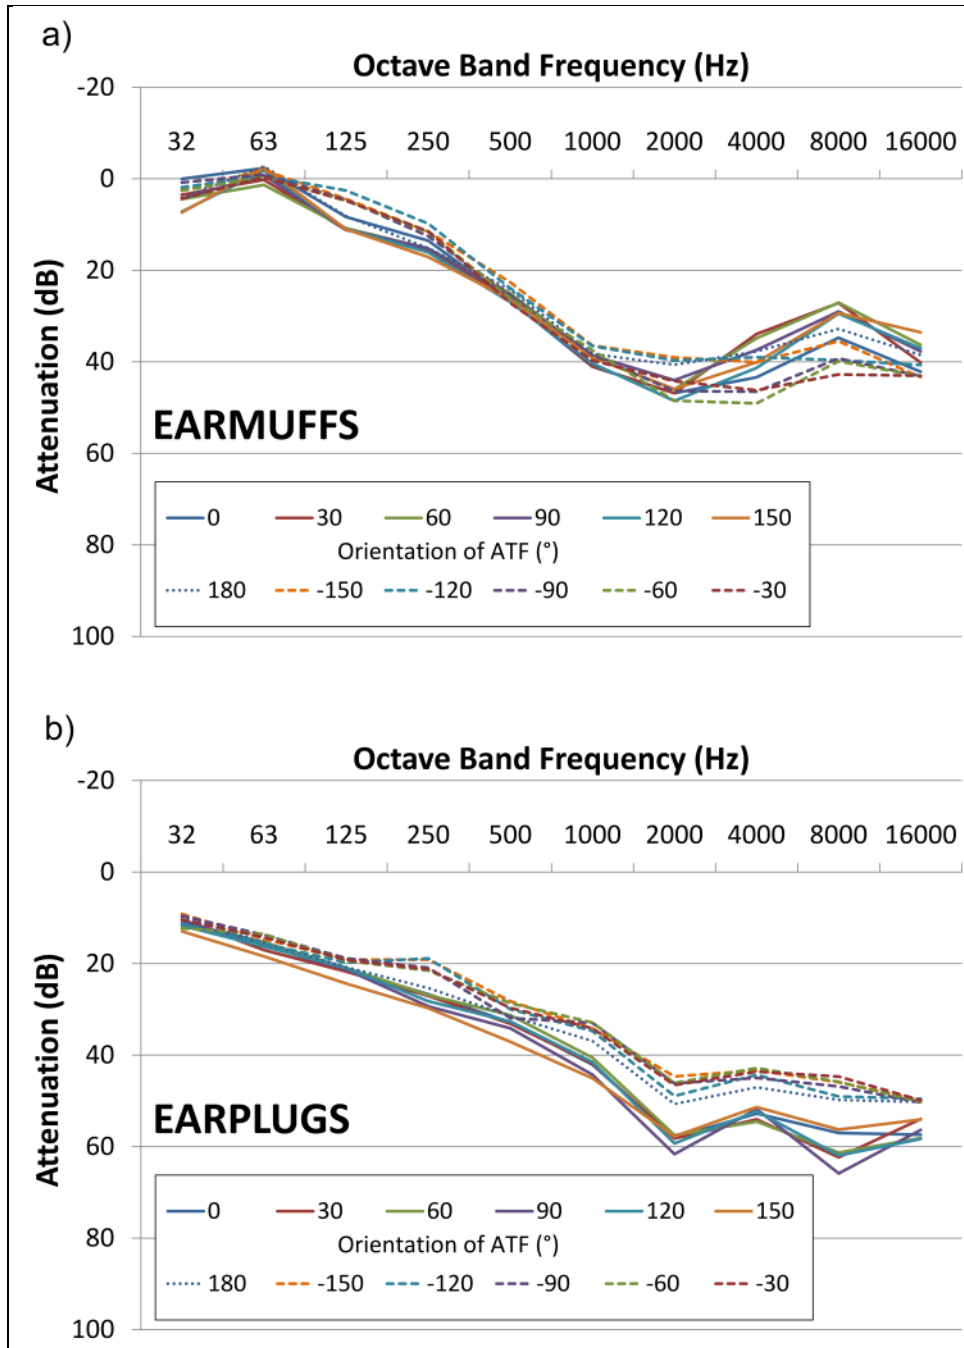 a)
Octave Band Frequency (Hz)
-20
32 63 125 250 500 1000 2000 4000 8000 16000
0
20
40
60
80
100
Attenuation (dB)
EARMUFFS
0 30 60 90 120 150
Orientation of ATF (°)
180 -150 -120 -90 -60 -30
b)
Octave Band Frequency (Hz)
-20
32 63 125 250 500 1000 2000 4000 8000 16000
0
20
40
60
80
100
Attenuation (dB)
EARPLUGS
0 30 60 90 120 150
Orientation of ATF (°)
180 -150 -120 -90 -60 -30